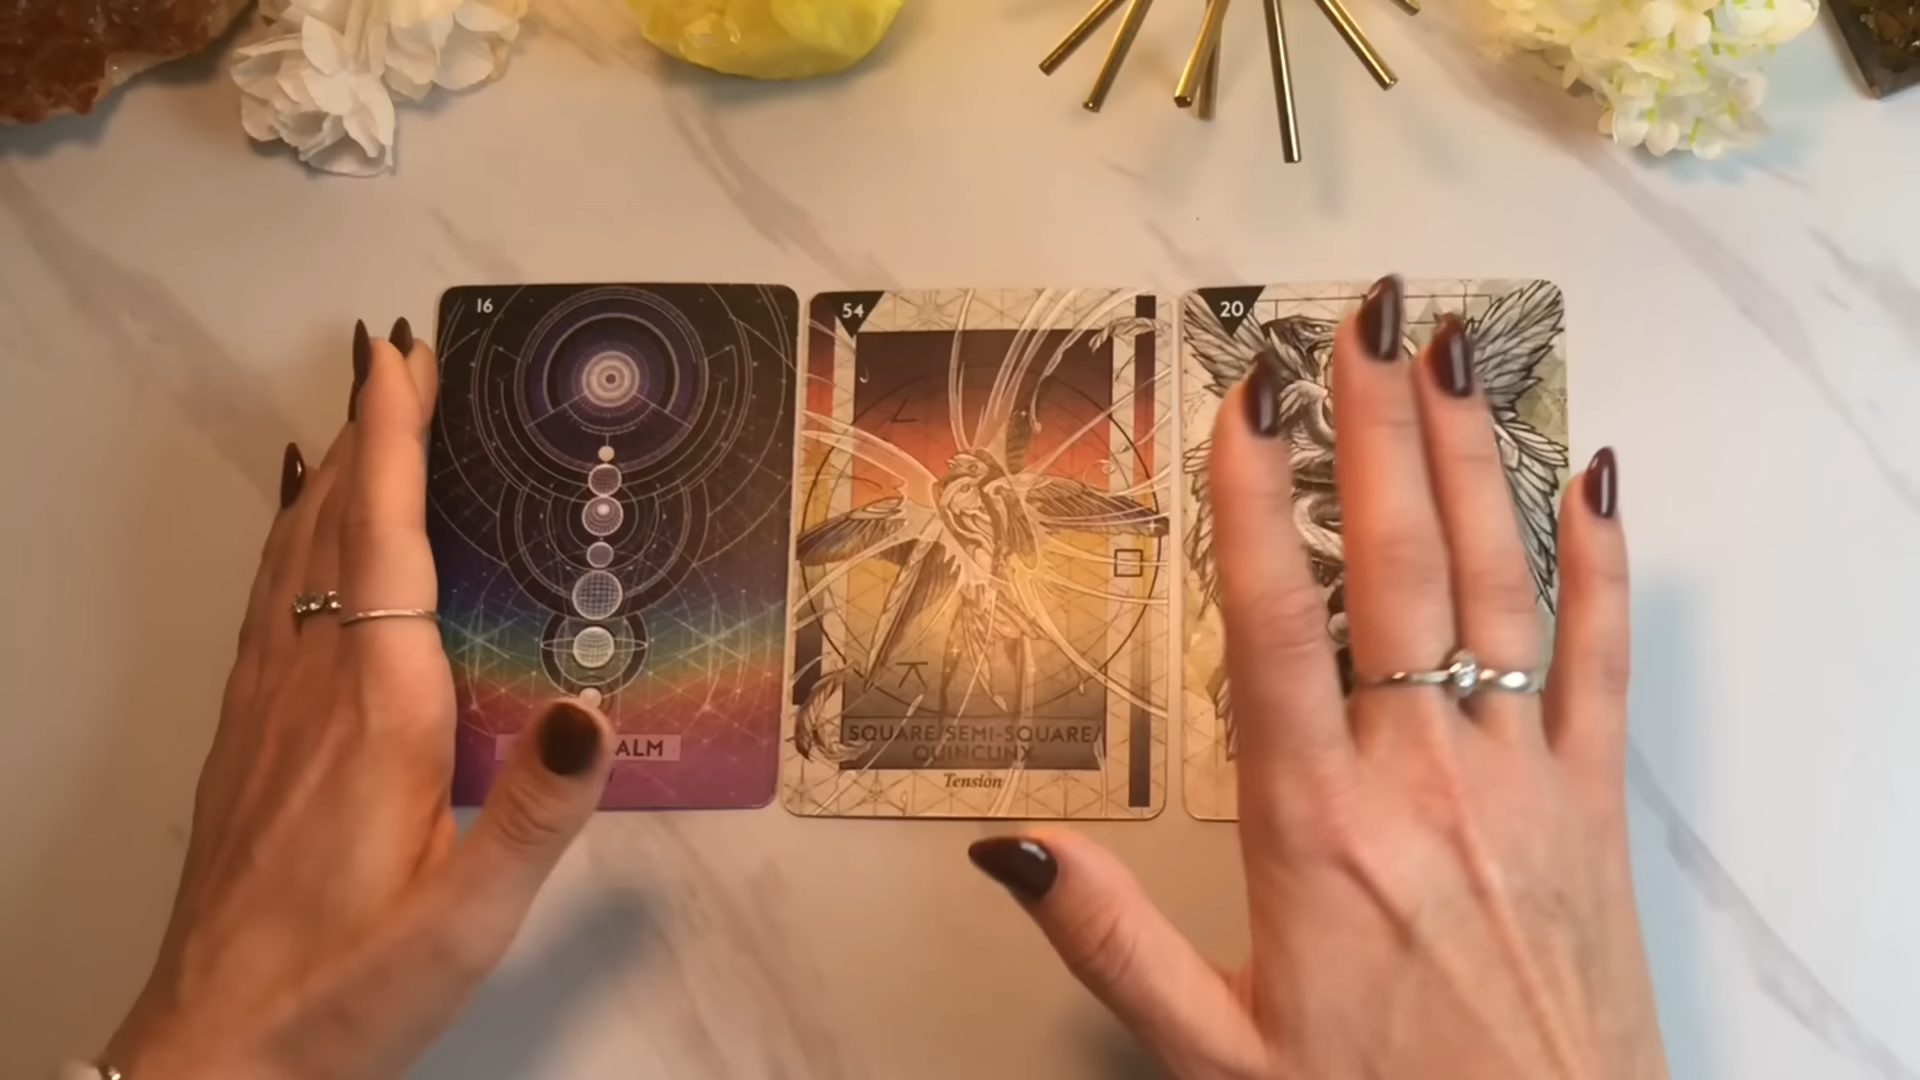 16
ALM
54
SQUARE/SEMI-SQUARE/
QUINCUNX
Tension
20